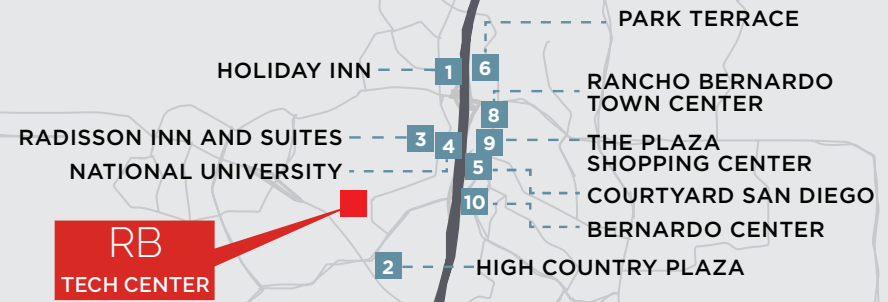 PARK TERRACE
HOLIDAY INN
1
6
RANCHO BERNARDO
TOWN CENTER
8
RADISSON INN AND SUITES
3
4
9
THE PLAZA
SHOPPING CENTER
NATIONAL UNIVERSITY
5
COURTYARD SAN DIEGO
10
BERNARDO CENTER
RB
TECH CENTER
2
HIGH COUNTRY PLAZA